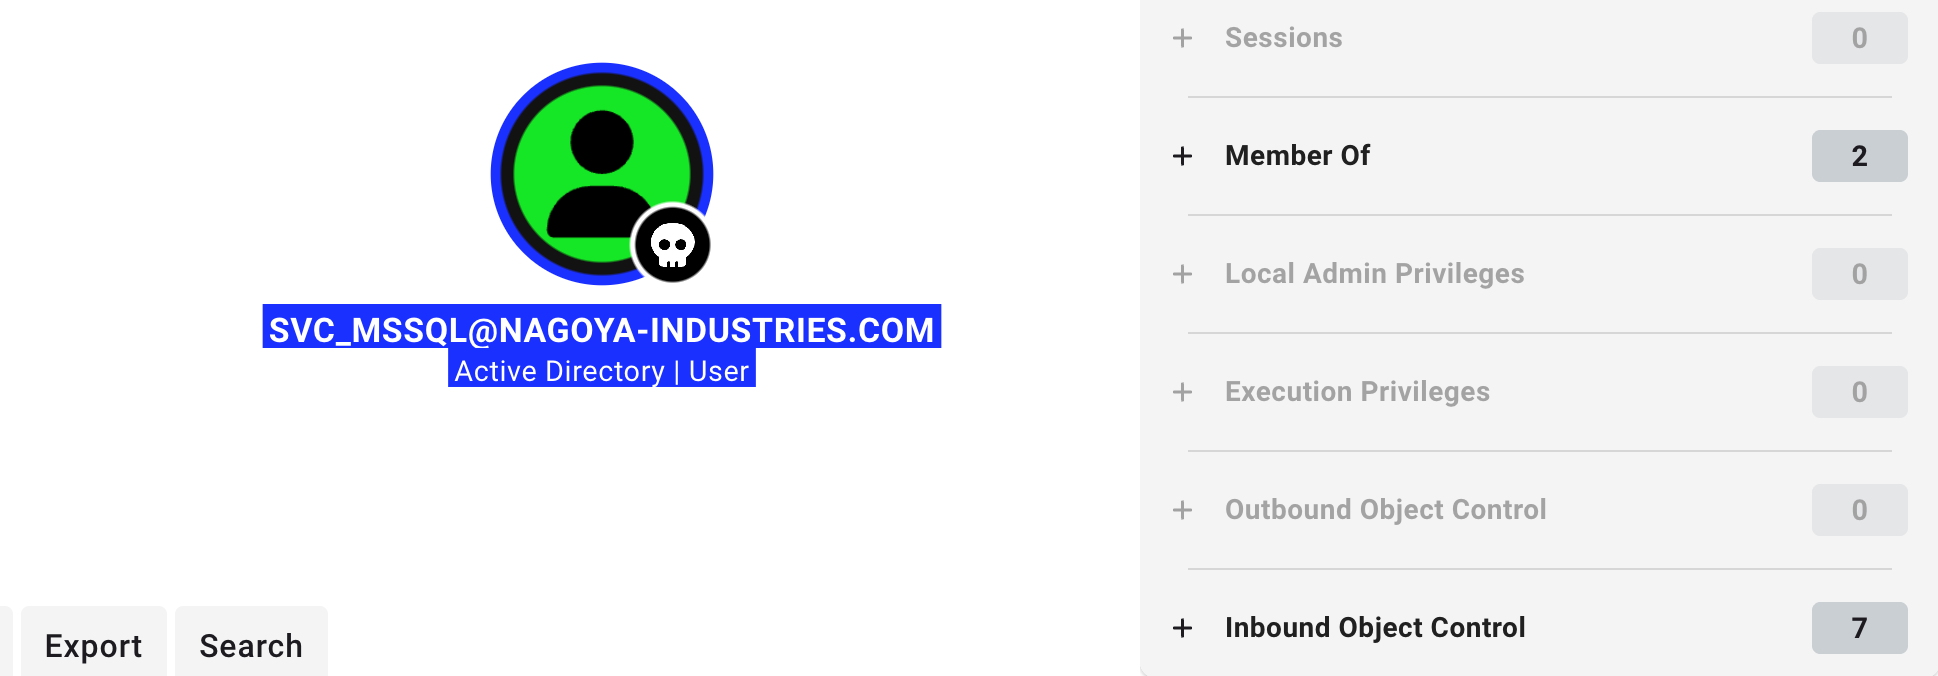 SVC_MSSQL@NAGOYA-INDUSTRIES.COM
Active Directory | User
Export
Search
Sessions 0
Member Of 2
Local Admin Privileges 0
Execution Privileges 0
Outbound Object Control 0
Inbound Object Control 7